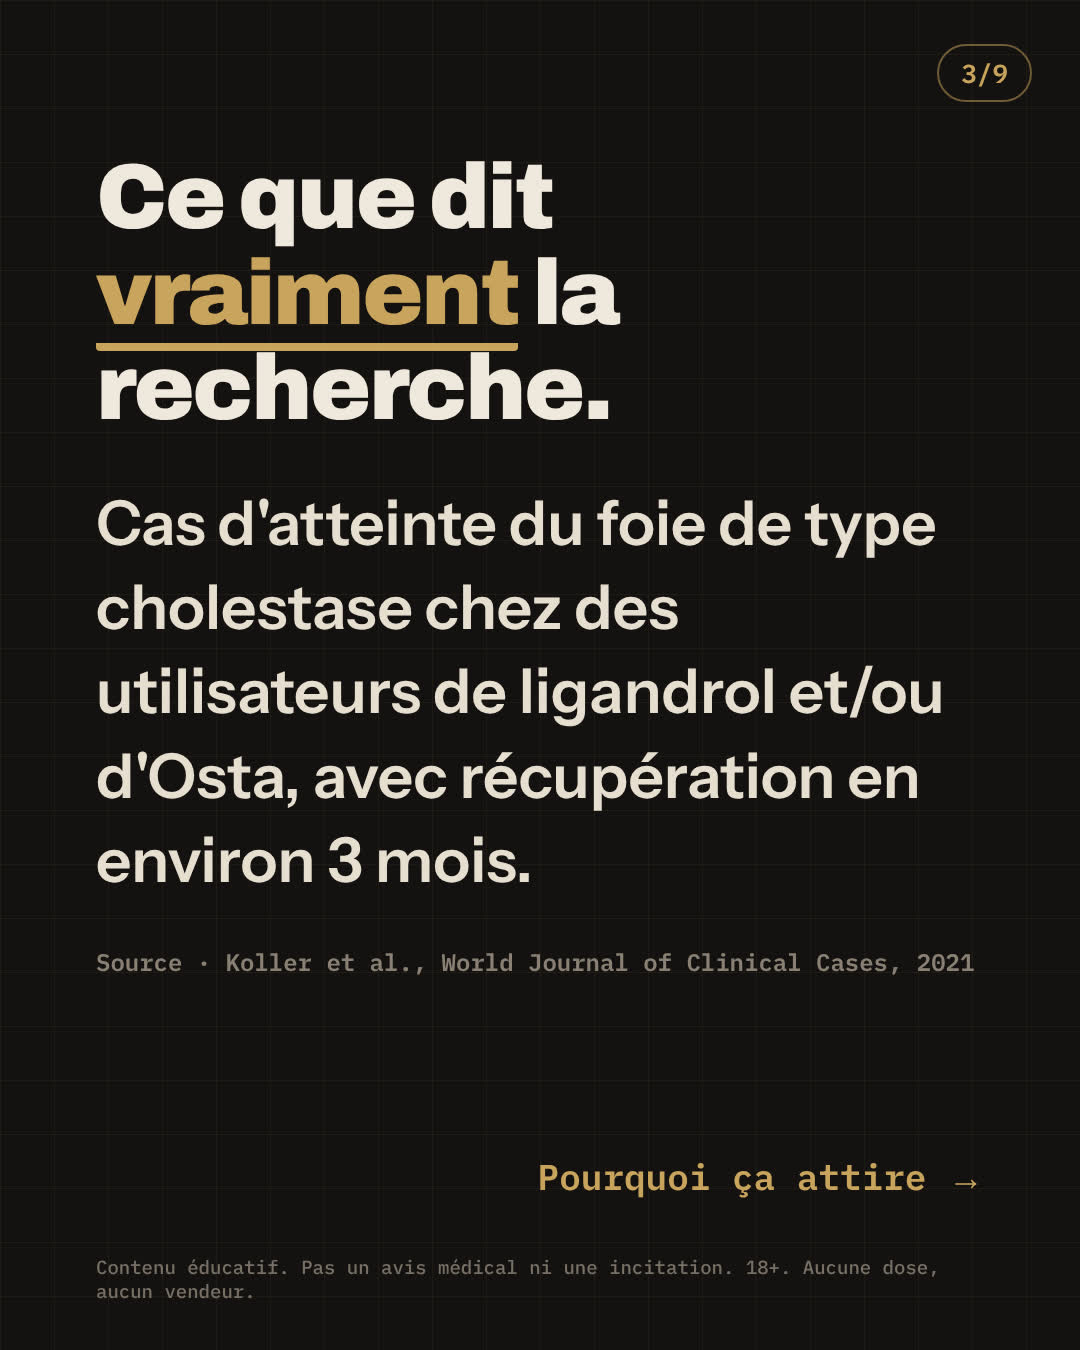 3/9
Ce que dit
vraiment la
recherche.
Cas d'atteinte du foie de type
cholestase chez des
utilisateurs de ligandrol et/ou
d'Osta, avec récupération en
environ 3 mois.
Source · Koller et al., World Journal of Clinical Cases, 2021
Pourquoi ça attire →
Contenu éducatif. Pas un avis médical ni une incitation. 18+. Aucune dose,
aucun vendeur.